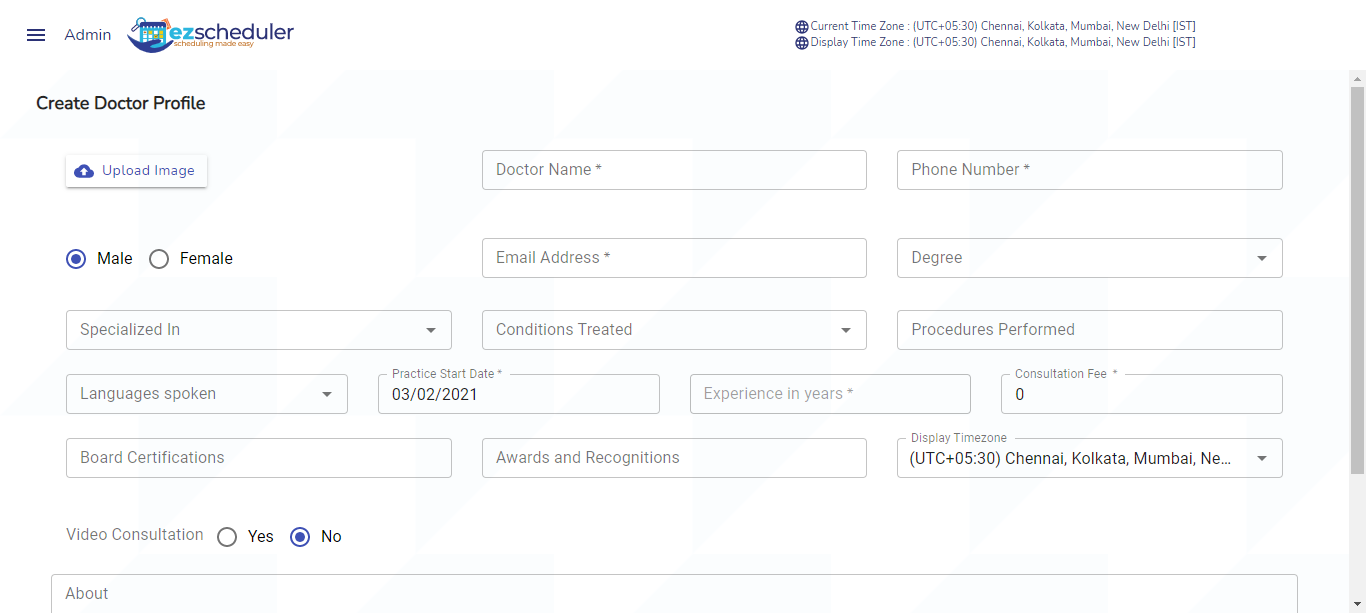 Admin
ezscheduler
scheduling made easy
Current Time Zone : (UTC+05:30) Chennai, Kolkata, Mumbai, New Delhi [IST]
Display Time Zone : (UTC+05:30) Chennai, Kolkata, Mumbai, New Delhi [IST]
Create Doctor Profile
Upload Image
Doctor Name *
Phone Number *
Male
Female
Email Address *
Degree
Specialized In
Conditions Treated
Procedures Performed
Languages spoken
Practice Start Date *
03/02/2021
Experience in years *
Consultation Fee *
0
Board Certifications
Awards and Recognitions
Display Timezone
(UTC+05:30) Chennai, Kolkata, Mumbai, Ne...
Video Consultation
Yes
No
About